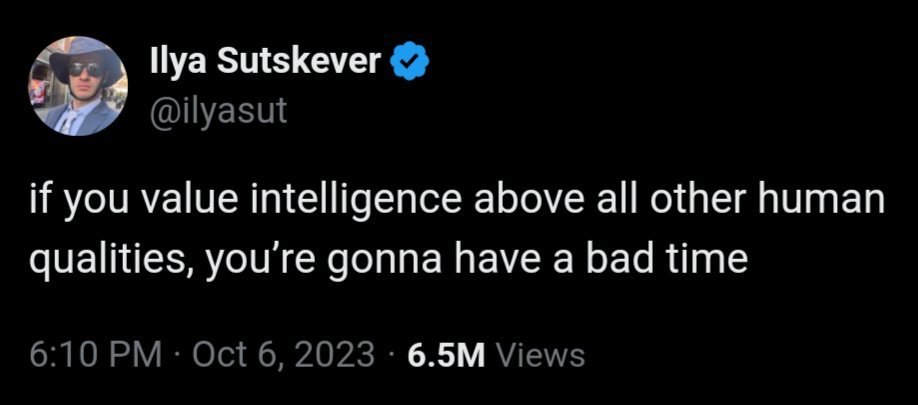 Ilya Sutskever
@ilyasut
if you value intelligence above all other human
qualities, you’re gonna have a bad time
6:10 PM · Oct 6, 2023 · 6.5M Views